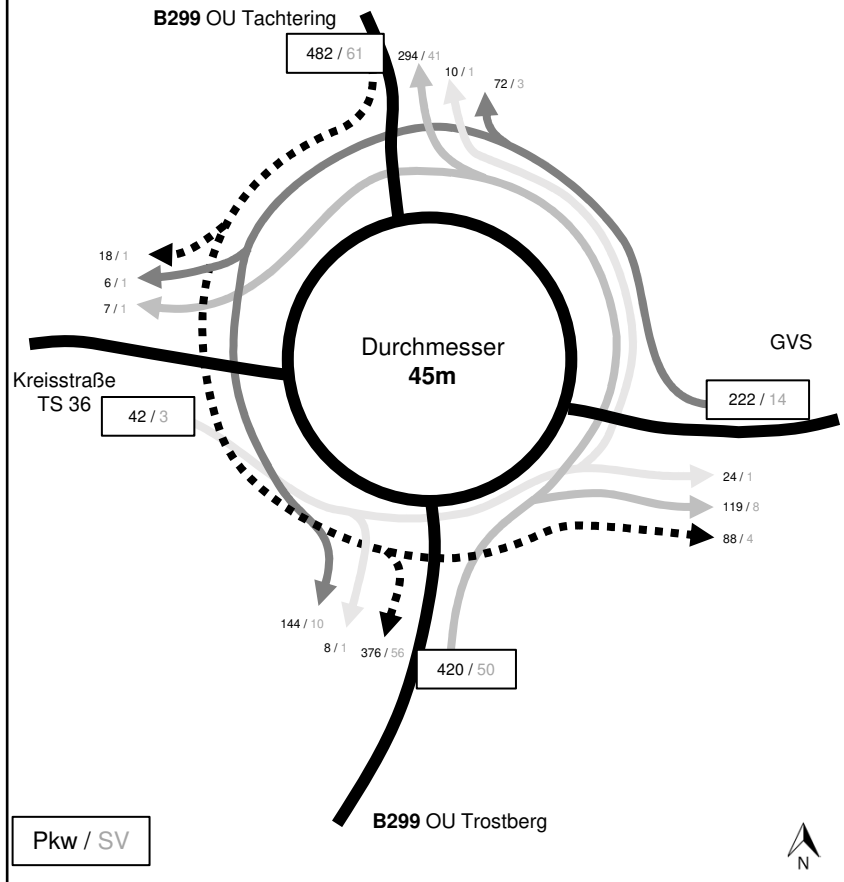 B299 OU Tachtering
482 / 61
294 / 41
10 / 1
72 / 3
18 / 1
6 / 1
7 / 1
Durchmesser
45m
GVS
Kreisstraße
TS 36
42 / 3
222 / 14
24 / 1
119 / 8
88 / 4
144 / 10
8 / 1
376 / 56
420 / 50
B299 OU Trostberg
Pkw / SV
N